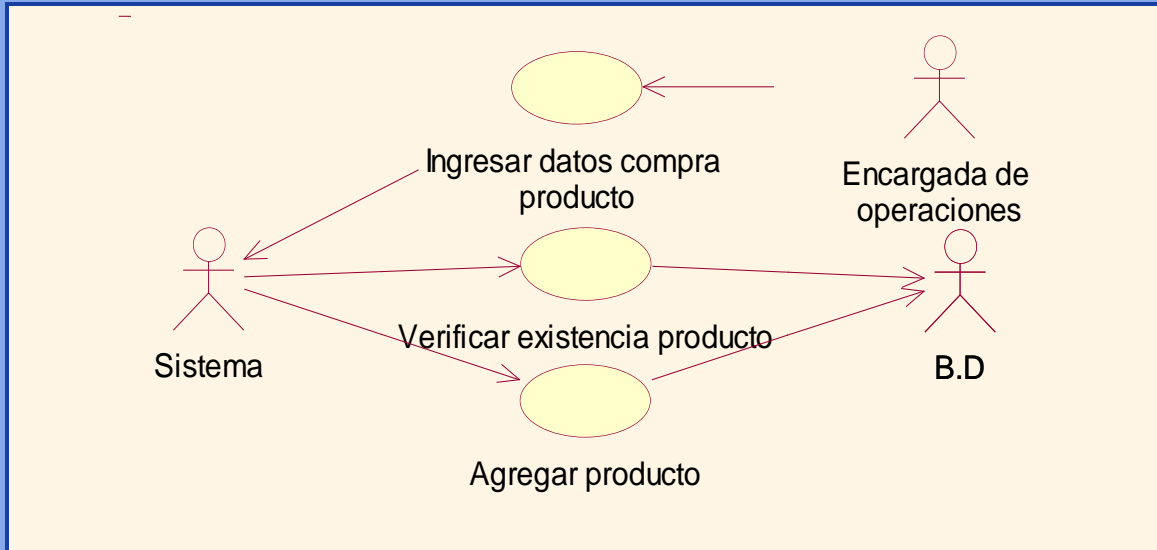 Ingresar datos compra
producto
Encargada de
operaciones
Sistema
Verificar existencia producto
B.D
Agregar producto